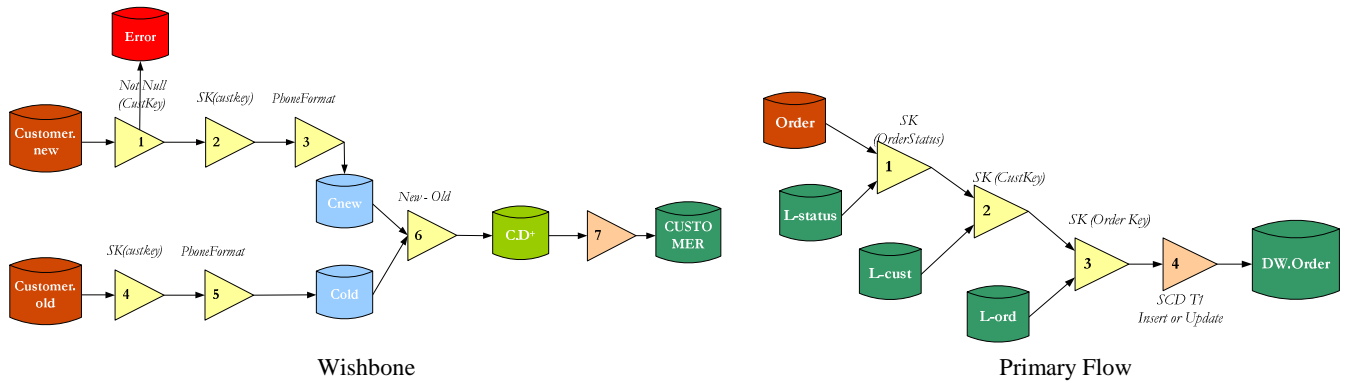 Error
Not Null
(CustKey)
SK(custkey)
PhoneFormat
Customer.
new
1
2
3
Cnew
New - Old
6
C.D+
7
CUSTO
MER
SK(custkey)
PhoneFormat
Customer.
old
4
5
Cold
Wishbone
Order
SK
(OrderStatus)
1
L-status
SK (CustKey)
2
L-cust
SK (Order Key)
3
L-ord
4
SCD T1
Insert or Update
DW.Order
Primary Flow